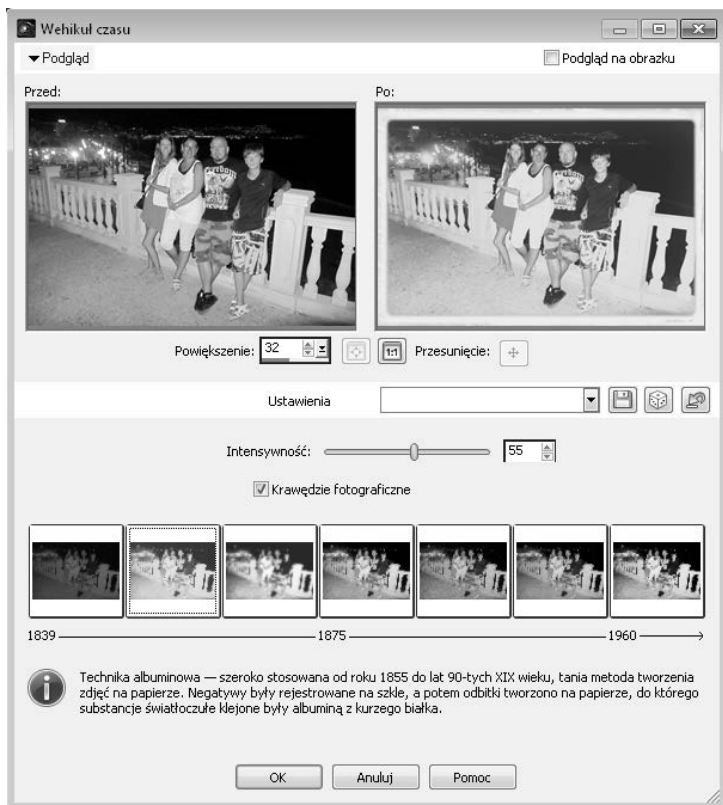 Wehikuł czasu
Podgląd
Podgląd na obrazku
Przed:
Po:
Powiększenie: 32
1:1
Przesunięcie:
Ustawienia
Intensywność: 55
Krawędzie fotograficzne
1839
1875
1960
Technika albuminowa — szeroko stosowana od roku 1855 do lat 90-tych XIX wieku, tania metoda tworzenia
zdjęć na papierze. Negatywy były rejestrowane na szkle, a potem odbitki tworzono na papierze, do którego
substancje światłoczułe klejone były albuminą z kurzego białka.
OK
Anuluj
Pomoc